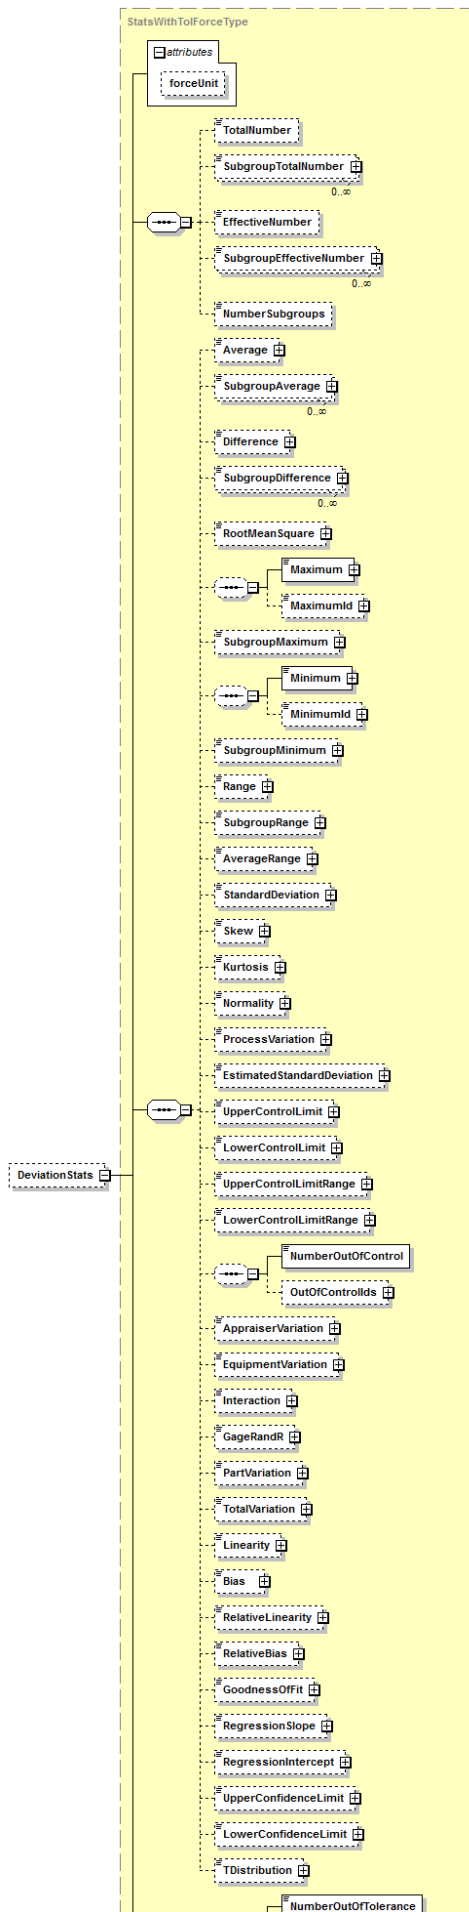 StatsWithTolForceType
attributes
forceUnit
TotalNumber
SubgroupTotalNumber
0..∞
EffectiveNumber
SubgroupEffectiveNumber
0..∞
NumberSubgroups
Average
SubgroupAverage
0..∞
Difference
SubgroupDifference
0..∞
RootMeanSquare
Maximum
MaximumId
SubgroupMaximum
Minimum
MinimumId
SubgroupMinimum
Range
SubgroupRange
AverageRange
StandardDeviation
Skew
Kurtosis
Normality
ProcessVariation
EstimatedStandardDeviation
UpperControlLimit
LowerControlLimit
DeviationStats
UpperControlLimitRange
LowerControlLimitRange
NumberOutOfControl
OutOfControlIds
AppraiserVariation
EquipmentVariation
Interaction
GageRandR
PartVariation
TotalVariation
Linearity
Bias
RelativeLinearity
RelativeBias
GoodnessOfFit
RegressionSlope
RegressionIntercept
UpperConfidenceLimit
LowerConfidenceLimit
TDistribution
NumberOutOfTolerance